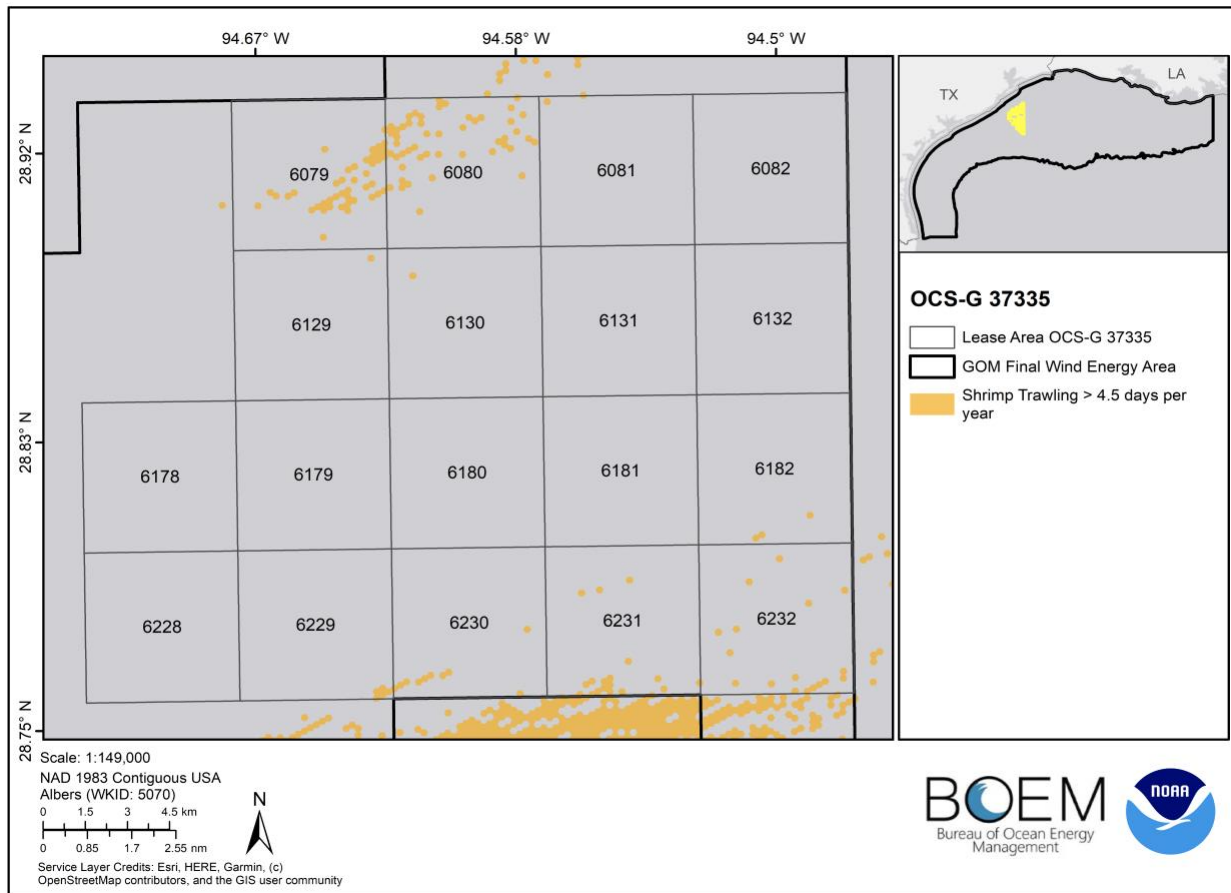 94.67° W
94.58° W
94.5° W
28.92° N
28.83° N
28.75° N
6079
6080
6081
6082
6129
6130
6131
6132
6178
6179
6180
6181
6182
6228
6229
6230
6231
6232
TX
LA
OCS-G 37335
Lease Area OCS-G 37335
GOM Final Wind Energy Area
Shrimp Trawling > 4.5 days per
year
Scale: 1:149,000
NAD 1983 Contiguous USA
Albers (WKID: 5070)
0 1.5 3 4.5 km
0 0.85 1.7 2.55 nm
N
Service Layer Credits: Esri, HERE, Garmin, (c)
OpenStreetMap contributors, and the GIS user community
BOEM
Bureau of Ocean Energy
Management
NOAA